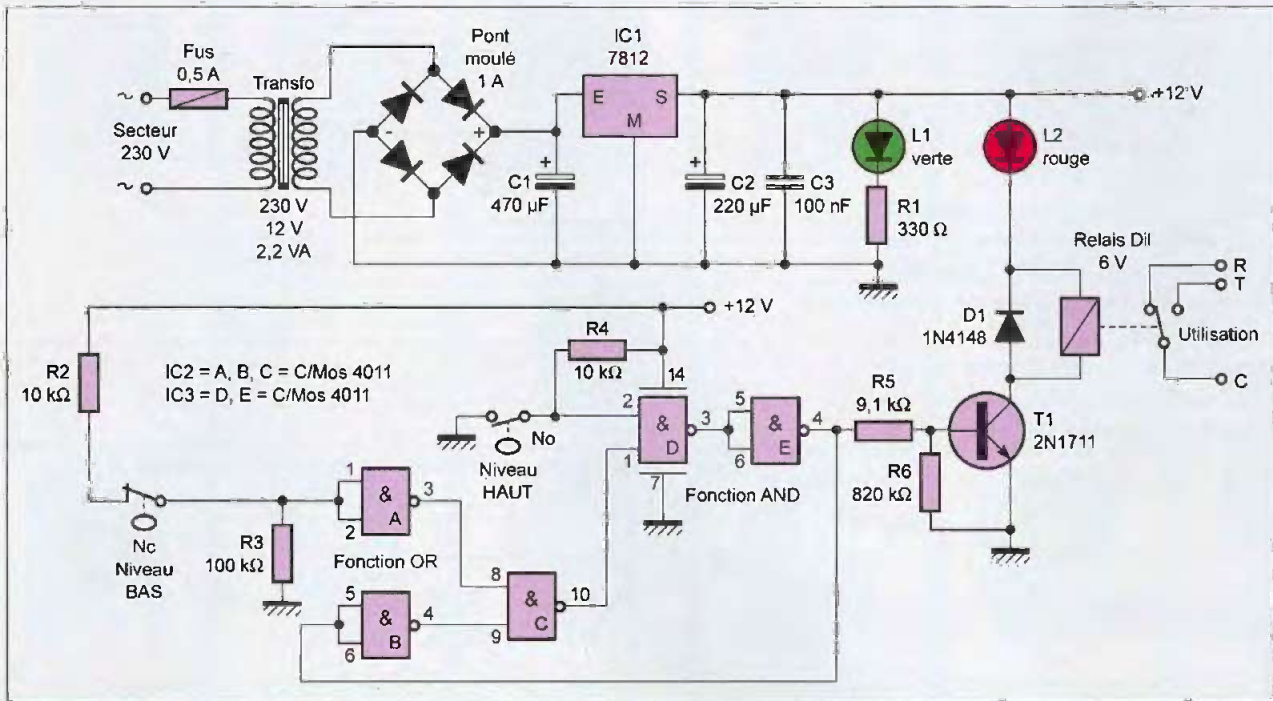 Fus
0,5 A
Transfo
Secteur
230 V
~
~
230 V
12 V
2,2 VA
Pont
moulé
1 A
-
+
IC1
7812
E
S
M
+
C1
470 µF
+
C2
220 µF
C3
100 nF
L1
verte
R1
330 Ω
L2
rouge
+12 V
Relais Dil
6 V
D1
1N4148
R
T
Utilisation
C
+12 V
R2
10 kΩ
IC2 = A, B, C = C/Mos 4011
IC3 = D, E = C/Mos 4011
R4
10 kΩ
14
2
1
7
&
D
3
No
Niveau
HAUT
5
6
&
E
4
Fonction AND
R5
9,1 kΩ
R6
820 kΩ
T1
2N1711
Nc
Niveau
BAS
R3
100 kΩ
1
2
&
A
3
Fonction OR
5
6
&
B
4
8
9
&
C
10